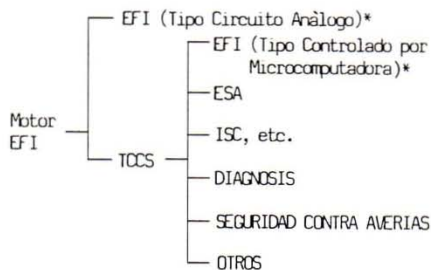 EFI (Tipo Circuito Análogo)*
EFI (Tipo Controlado por
Microcomputadora)*
ESA
Motor
EFI
ISC, etc.
TCCS
DIAGNOSIS
SEGURIDAD CONTRA AVERIAS
OTROS